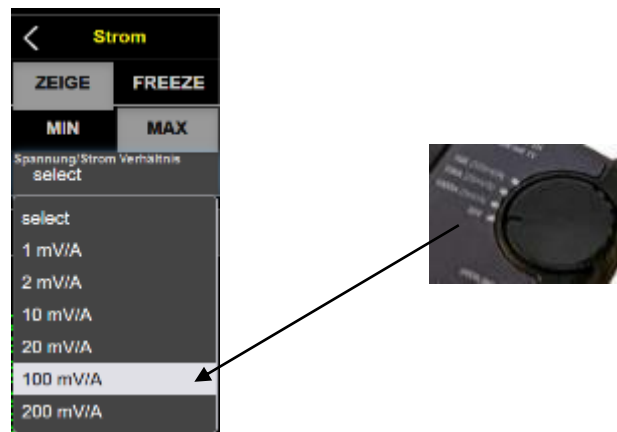 Strom
ZEIGE FREEZE
MIN MAX
Spannung/Strom Verhältnis
select
select
1 mV/A
2 mV/A
10 mV/A
20 mV/A
100 mV/A
200 mV/A